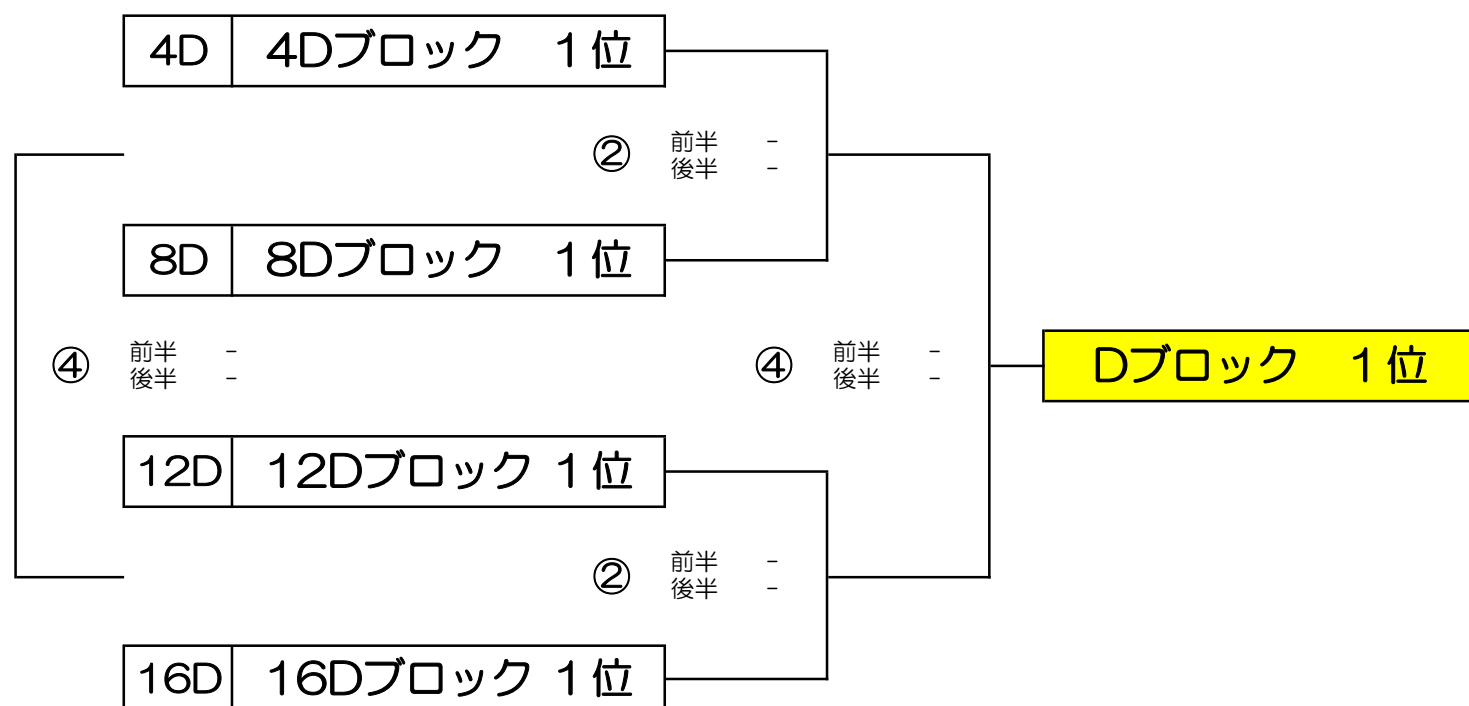 4D 4Dブロック　１位
② 前半 -
後半 -
8D 8Dブロック　１位
④ 前半 -
後半 -
④ 前半 -
後半 -
Dブロック　１位
12D 12Dブロック １位
② 前半 -
後半 -
16D 16Dブロック １位